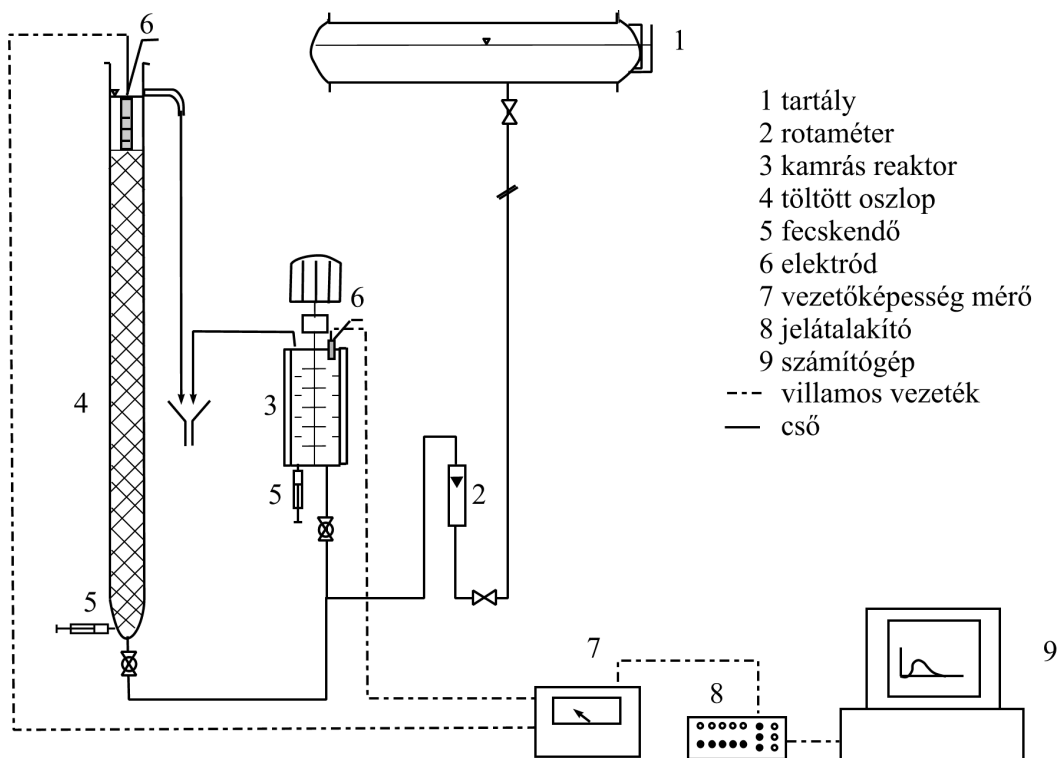 6
1
1 tartály
2 rotaméter
3 kamrás reaktor
4 töltött oszlop
5 fecskendő
6 elektród
7 vezetőképesség mérő
8 jelátalakító
9 számítógép
villamos vezeték
cső
6
4
3
5
2
5
7
9
8